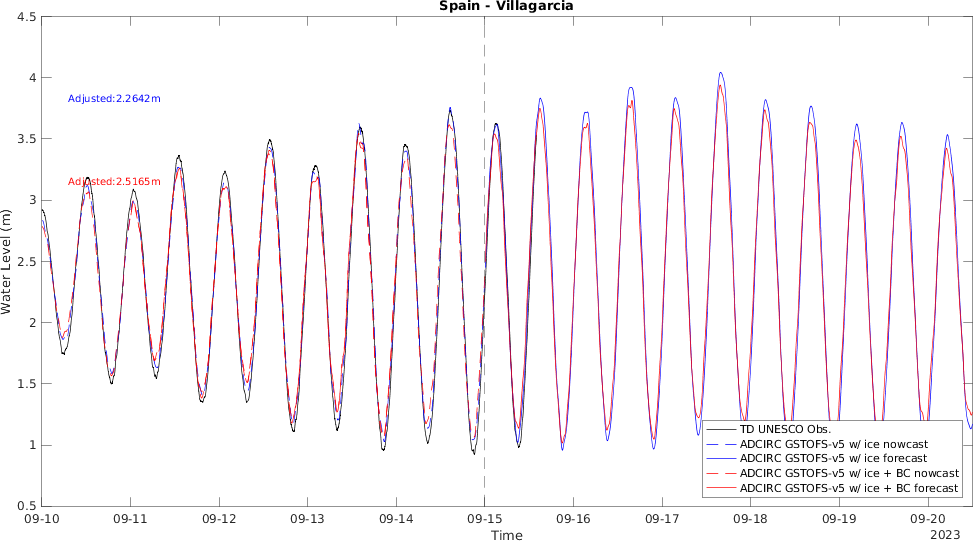 Spain - Villagarcia
4.5
4
3.5
3
2.5
2
1.5
1
0.5
Water Level (m)
Adjusted:2.2642m
Adjusted:2.5165m
TD UNESCO Obs.
ADCIRC GSTOFS-v5 w/ ice nowcast
ADCIRC GSTOFS-v5 w/ ice forecast
ADCIRC GSTOFS-v5 w/ ice + BC nowcast
ADCIRC GSTOFS-v5 w/ ice + BC forecast
09-10 09-11 09-12 09-13 09-14 09-15 09-16 09-17 09-18 09-19 09-20
Time
2023